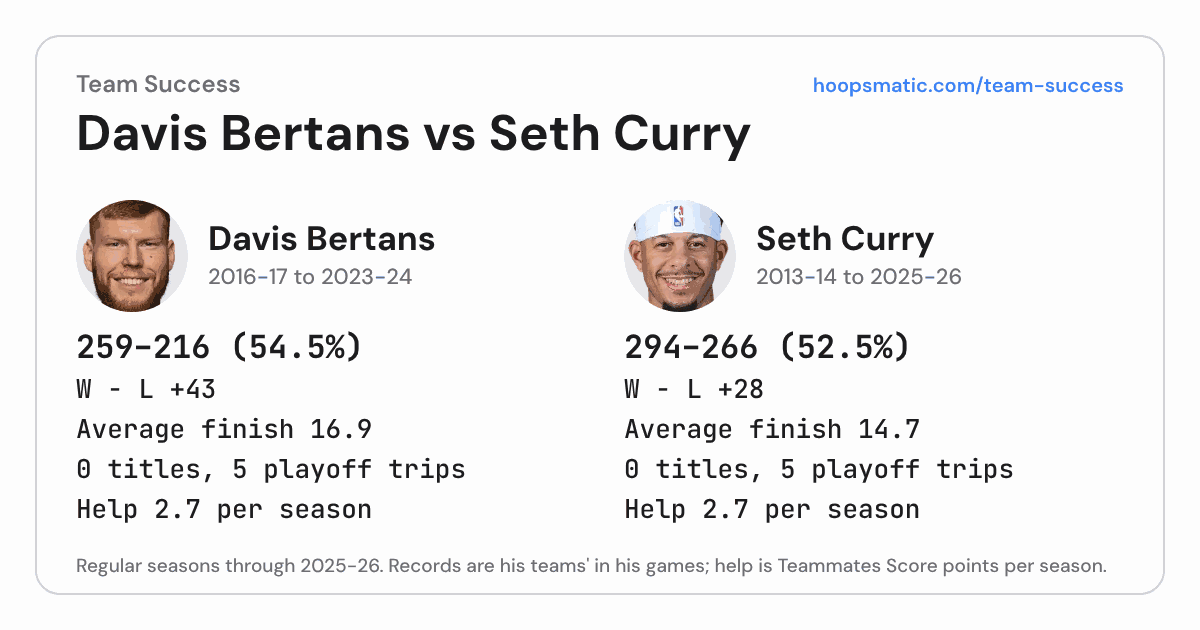 Team Success
hoopsmatic.com/team-success
Davis Bertans vs Seth Curry
Davis Bertans
2016-17 to 2023-24
259-216 (54.5%)
W - L +43
Average finish 16.9
0 titles, 5 playoff trips
Help 2.7 per season
Seth Curry
2013-14 to 2025-26
294-266 (52.5%)
W - L +28
Average finish 14.7
0 titles, 5 playoff trips
Help 2.7 per season
Regular seasons through 2025-26. Records are his teams' in his games; help is Teammates Score points per season.